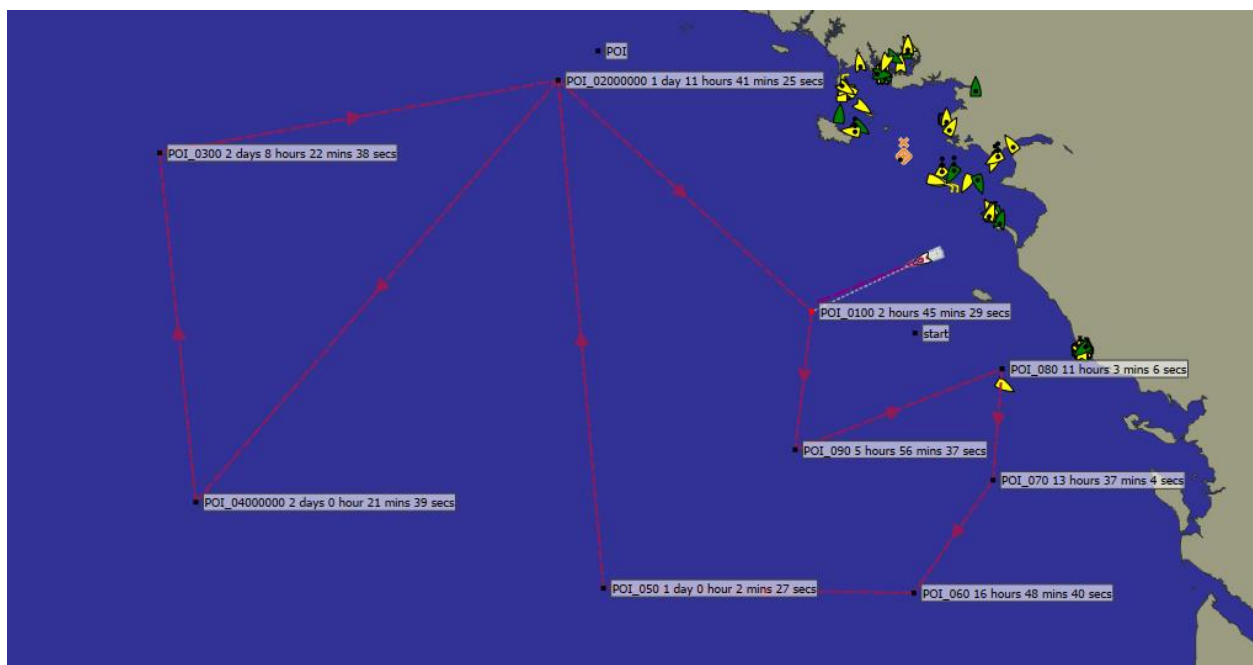 POI
POI_02000000 1 day 11 hours 41 mins 25 secs
POI_0300 2 days 8 hours 22 mins 38 secs
POI_0100 2 hours 45 mins 29 secs
start
POI_080 11 hours 3 mins 6 secs
POI_090 5 hours 56 mins 37 secs
POI_070 13 hours 37 mins 4 secs
POI_04000000 2 days 0 hour 21 mins 39 secs
POI_050 1 day 0 hour 2 mins 27 secs
POI_060 16 hours 48 mins 40 secs